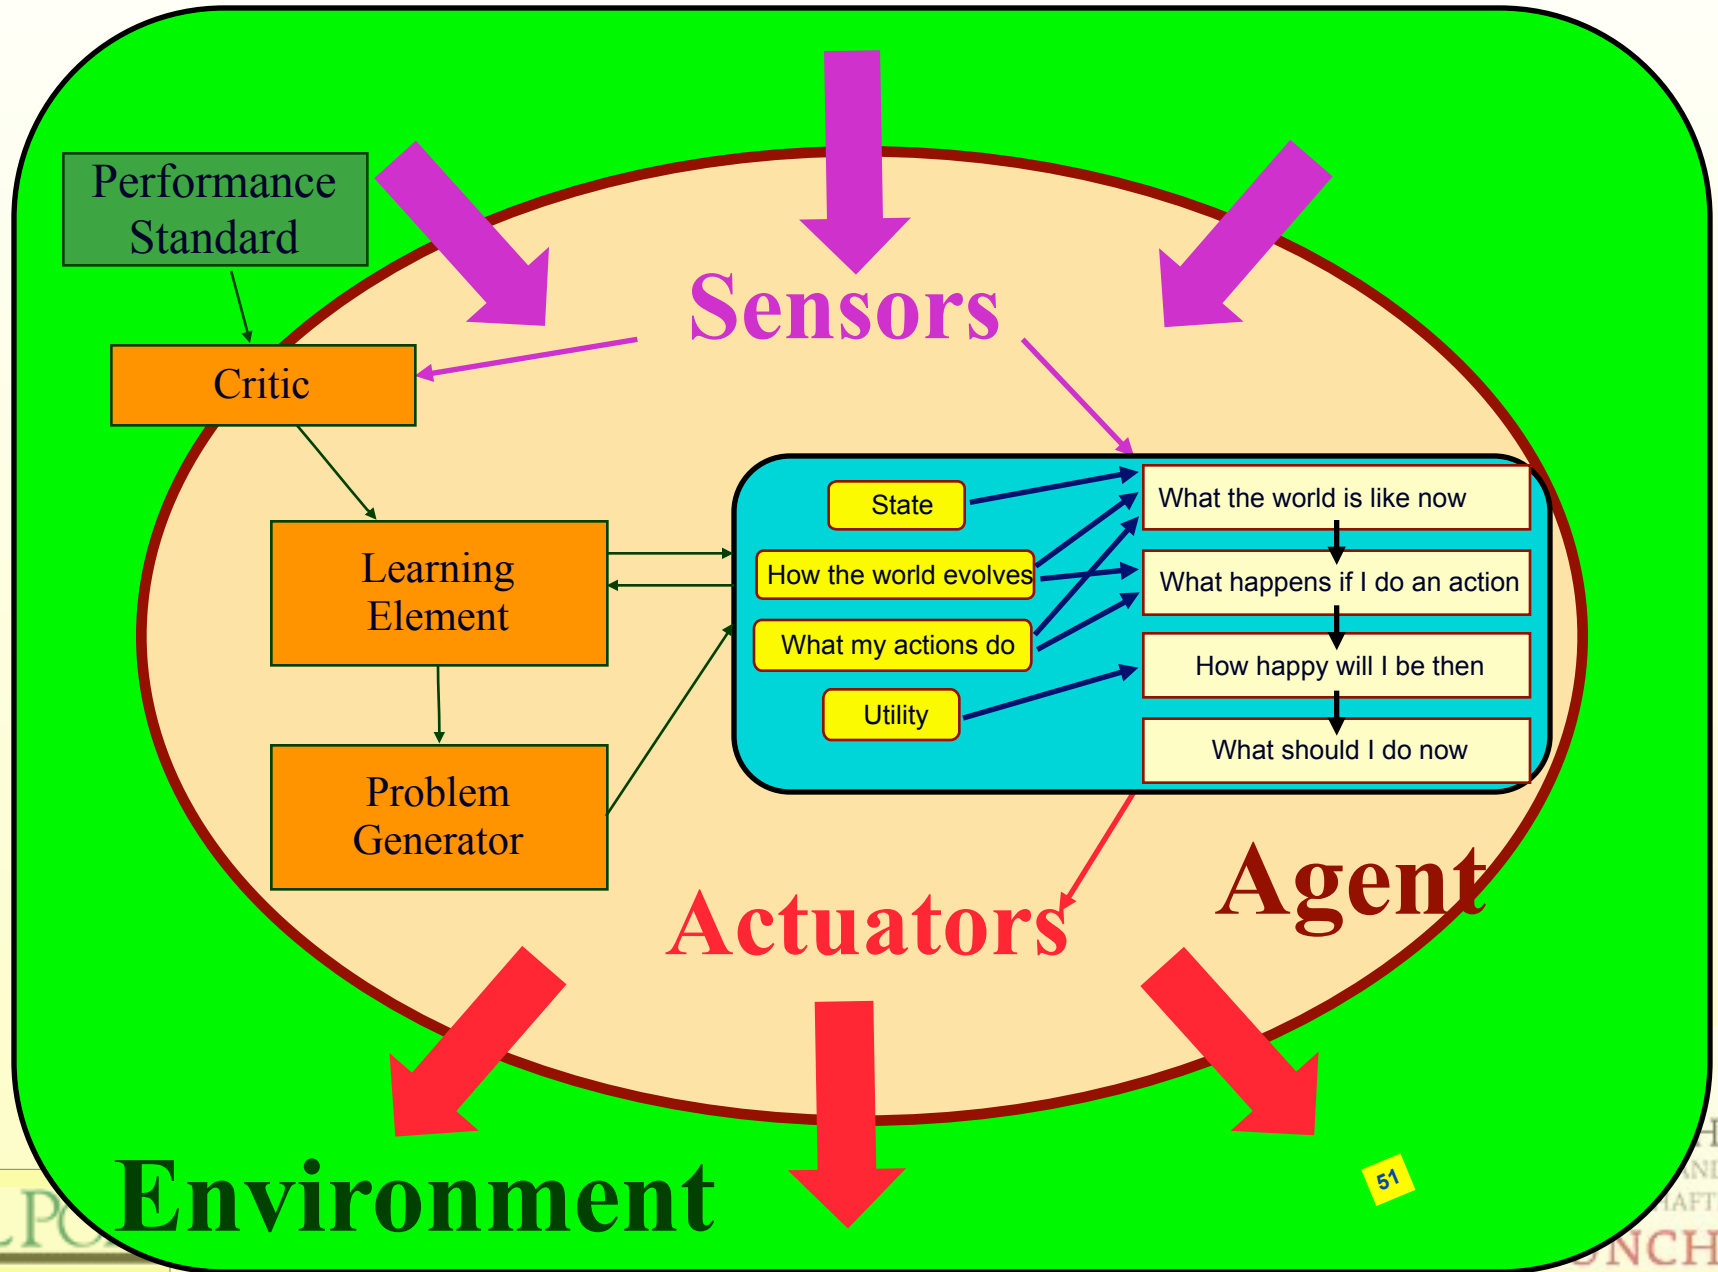 Performance
Standard
Sensors
Critic
State
What the world is like now
How the world evolves
What happens if I do an action
Learning
Element
What my actions do
How happy will I be then
Utility
What should I do now
Problem
Generator
Agent
Actuators
Environment
51